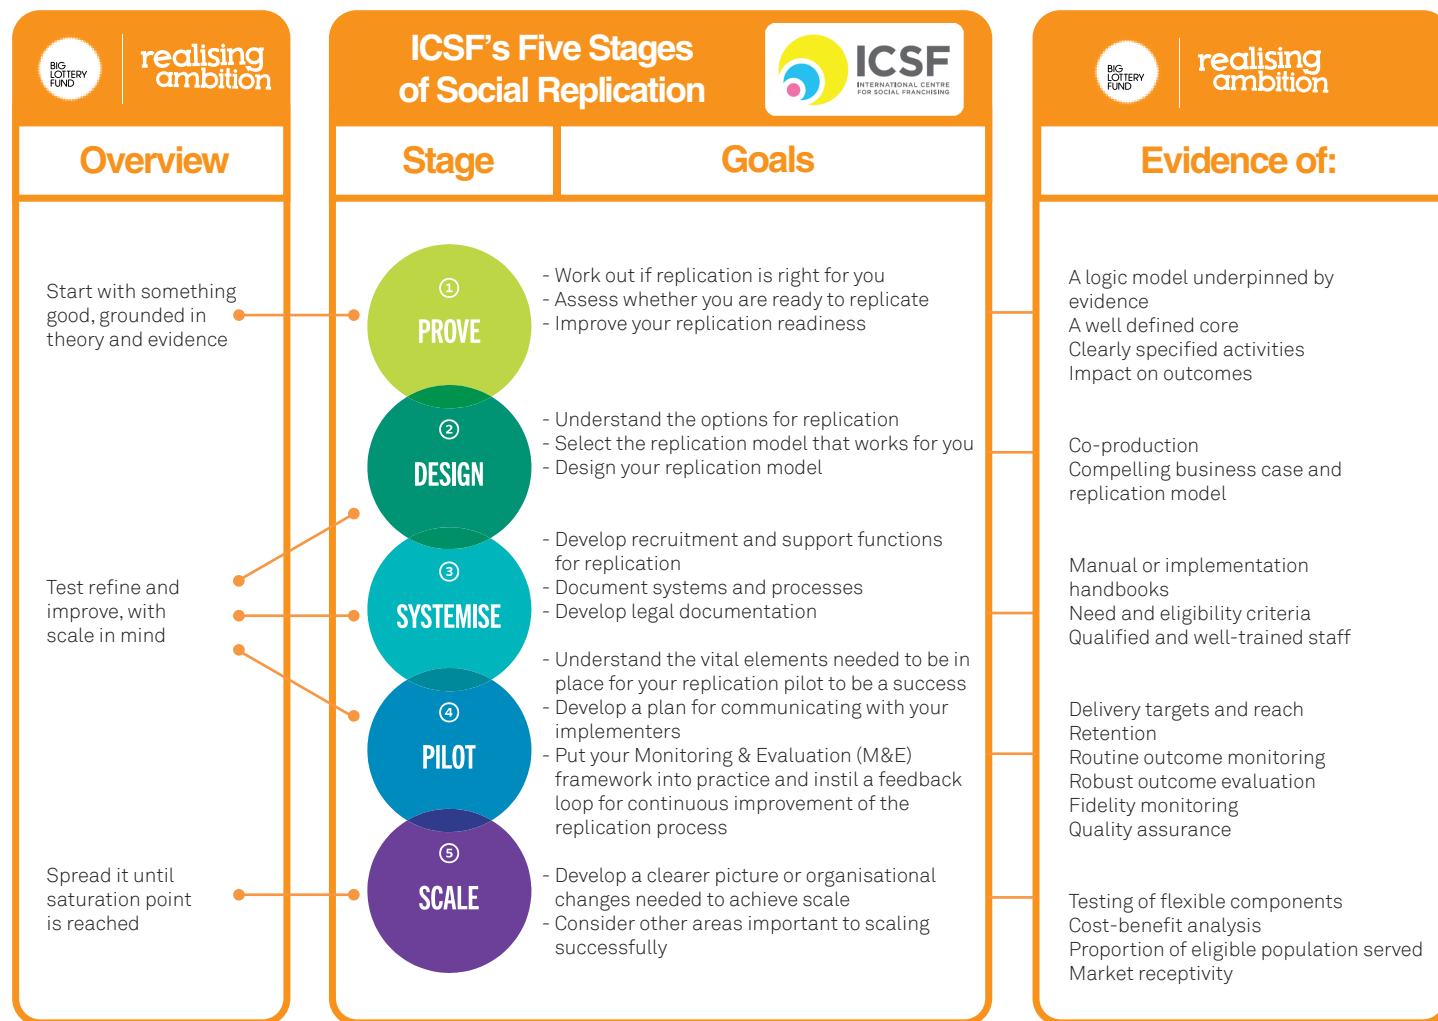 BIG
LOTTERY
FUND
realising
ambition
Overview
Start with something
good, grounded in
theory and evidence
Test refine and
improve, with
scale in mind
Spread it until
saturation point
is reached
ICSF's Five Stages
of Social Replication
ICSF
INTERNATIONAL CENTRE
FOR SOCIAL FRANCHISING
Stage
Goals
1
PROVE
- Work out if replication is right for you
- Assess whether you are ready to replicate
- Improve your replication readiness
2
DESIGN
- Understand the options for replication
- Select the replication model that works for you
- Design your replication model
3
SYSTEMISE
- Develop recruitment and support functions
for replication
- Document systems and processes
- Develop legal documentation
4
PILOT
- Understand the vital elements needed to be in
place for your replication pilot to be a success
- Develop a plan for communicating with your
implementers
- Put your Monitoring & Evaluation (M&E)
framework into practice and instil a feedback
loop for continuous improvement of the
replication process
5
SCALE
- Develop a clearer picture or organisational
changes needed to achieve scale
- Consider other areas important to scaling
successfully
BIG
LOTTERY
FUND
realising
ambition
Evidence of:
A logic model underpinned by
evidence
A well defined core
Clearly specified activities
Impact on outcomes
Co-production
Compelling business case and
replication model
Manual or implementation
handbooks
Need and eligibility criteria
Qualified and well-trained staff
Delivery targets and reach
Retention
Routine outcome monitoring
Robust outcome evaluation
Fidelity monitoring
Quality assurance
Testing of flexible components
Cost-benefit analysis
Proportion of eligible population served
Market receptivity